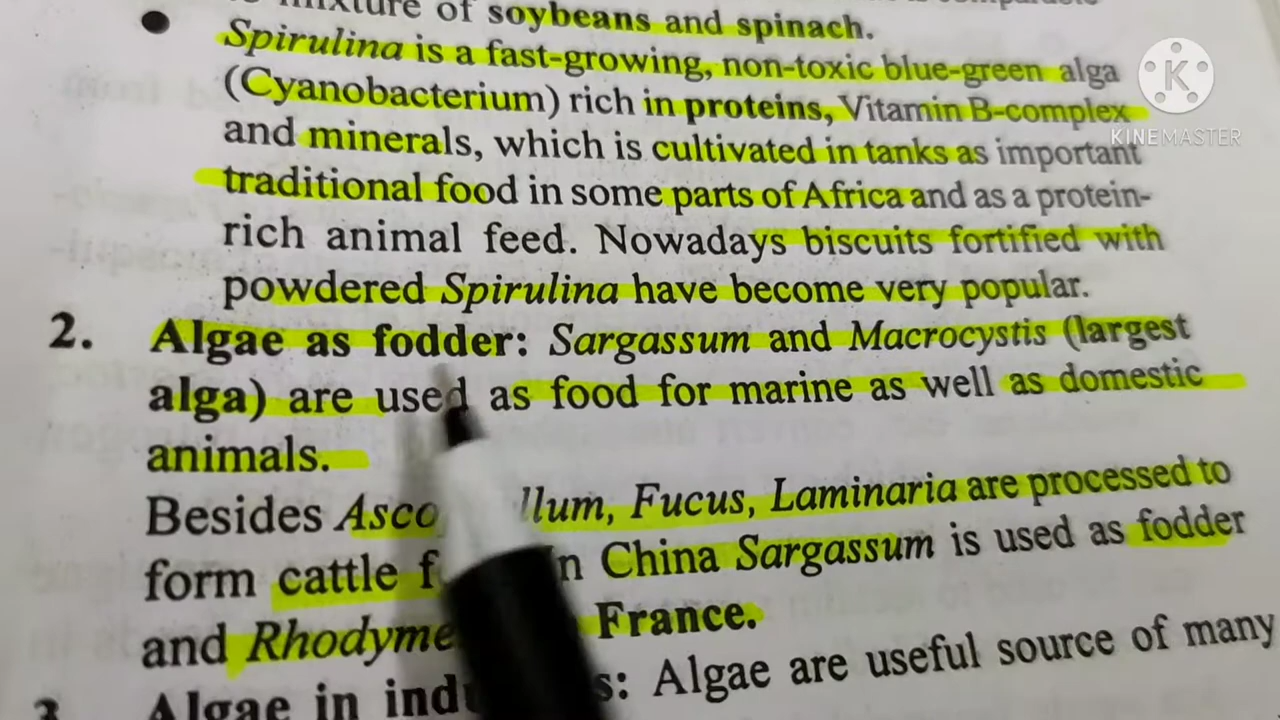 mixture of soybeans and spinach.
• Spirulina is a fast-growing, non-toxic blue-green alga
(Cyanobacterium) rich in proteins, Vitamin B-complex
and minerals, which is cultivated in tanks as important
traditional food in some parts of Africa and as a protein-
rich animal feed. Nowadays biscuits fortified with
powdered Spirulina have become very popular.
2. Algae as fodder: Sargassum and Macrocystis (largest
alga) are used as food for marine as well as domestic
animals.
Besides Asco llum, Fucus, Laminaria are processed to
form cattle f n China Sargassum is used as fodder
and Rhodyme France.
3. Algae in indu s: Algae are useful source of many
K
KINEMASTER